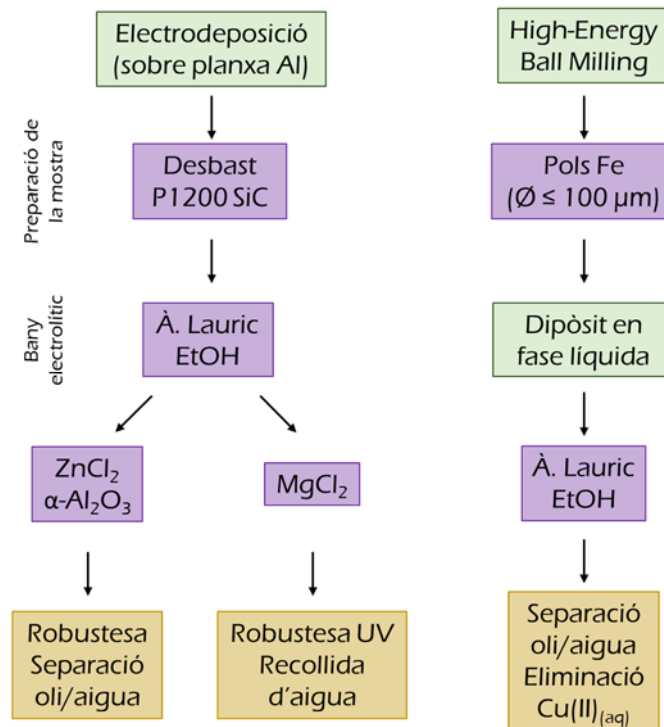 Electrodeposició
(sobre planxa Al)
High-Energy
Ball Milling
Preparació de
la mostra
Desbast
P1200 SiC
Pols Fe
(Ø ≤ 100 µm)
Bany
electrolític
À. Lauric
EtOH
Dipòsit en
fase líquida
ZnCl₂
α-Al₂O₃
MgCl₂
À. Lauric
EtOH
Robustesa
Separació
oli/aigua
Robustesa UV
Recollida
d'aigua
Separació
oli/aigua
Eliminació
Cu(II)₍aq₎